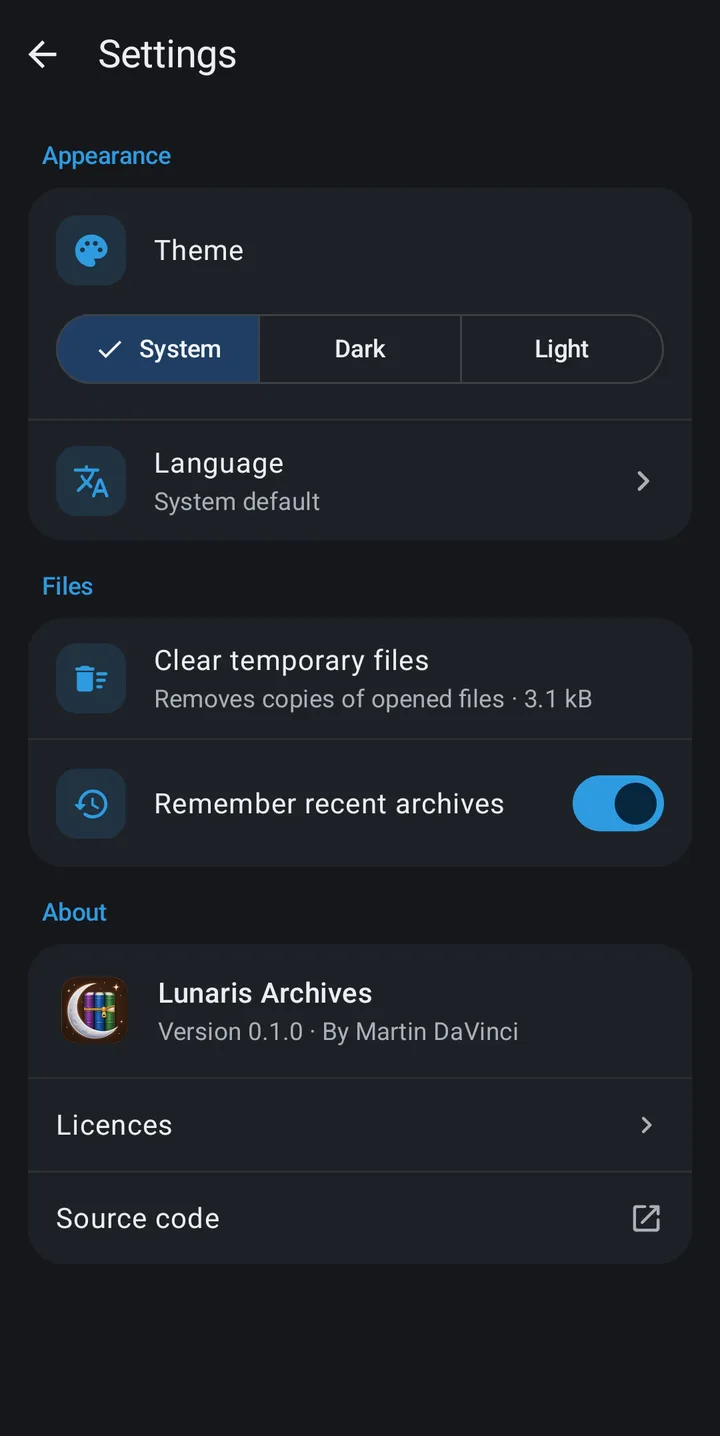 Settings
Appearance
Theme
System
Dark
Light
Language
System default
Files
Clear temporary files
Removes copies of opened files · 3.1 kB
Remember recent archives
About
Lunaris Archives
Version 0.1.0 · By Martin DaVinci
Licences
Source code